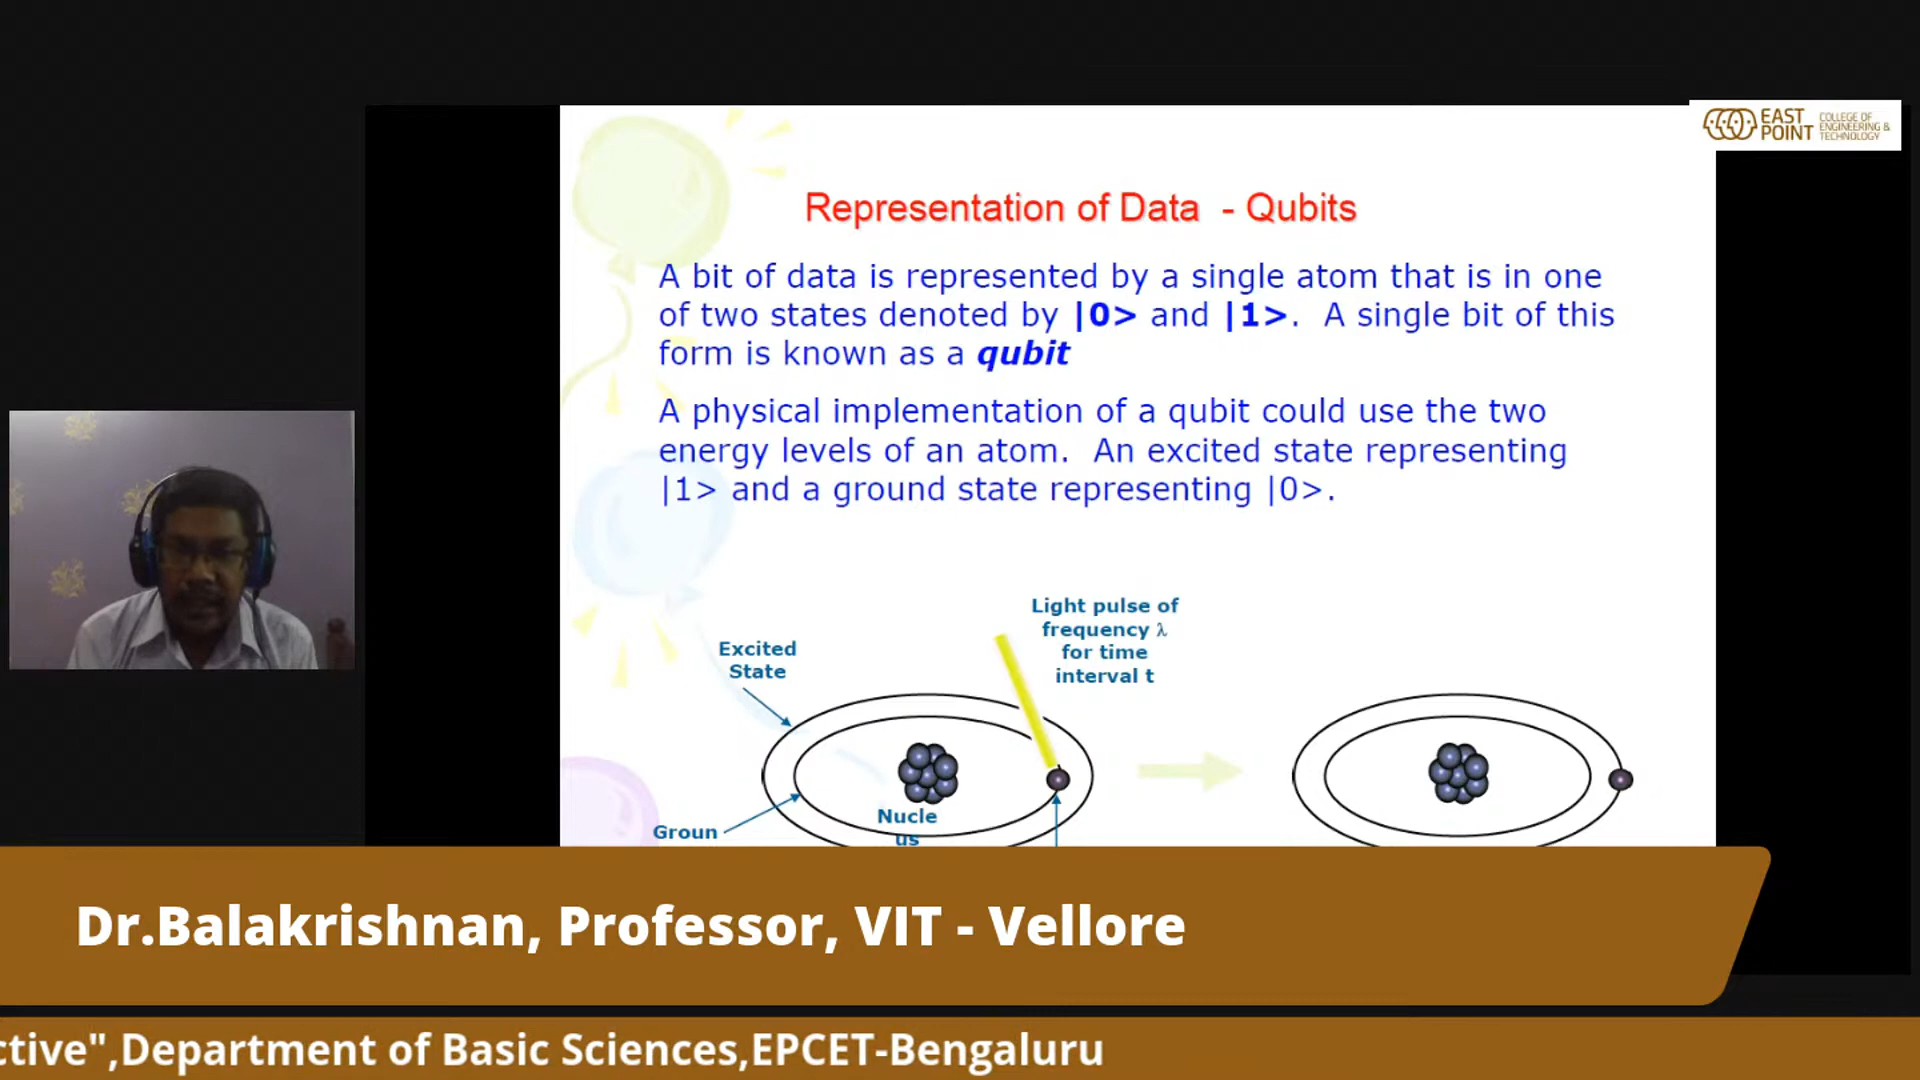 EAST
POINT
COLLEGE OF
ENGINEERING &
TECHNOLOGY
Representation of Data - Qubits
A bit of data is represented by a single atom that is in one
of two states denoted by |0> and |1>. A single bit of this
form is known as a qubit
A physical implementation of a qubit could use the two
energy levels of an atom. An excited state representing
|1> and a ground state representing |0>.
Light pulse of
frequency λ
for time
interval t
Excited
State
Nucle
us
Groun
Dr.Balakrishnan, Professor, VIT - Vellore
ctive",Department of Basic Sciences,EPCET-Bengaluru